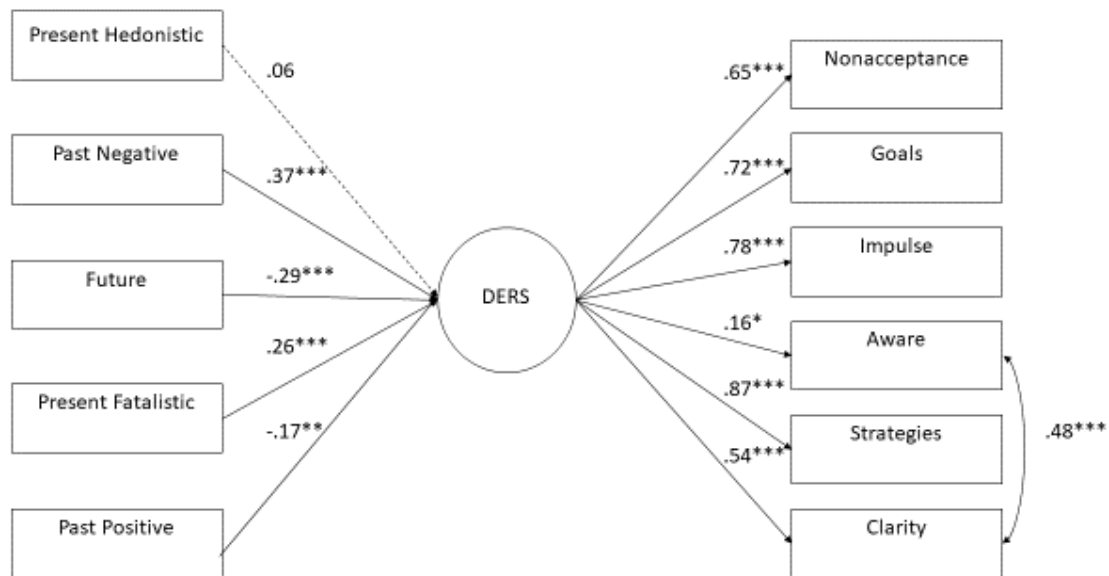 Present Hedonistic
.06
Past Negative
.37***
Future
-.29***
Present Fatalistic
.26***
Past Positive
-.17**
DERS
.65***
Nonacceptance
.72***
Goals
.78***
Impulse
.16*
Aware
.87***
Strategies
.54***
Clarity
.48***